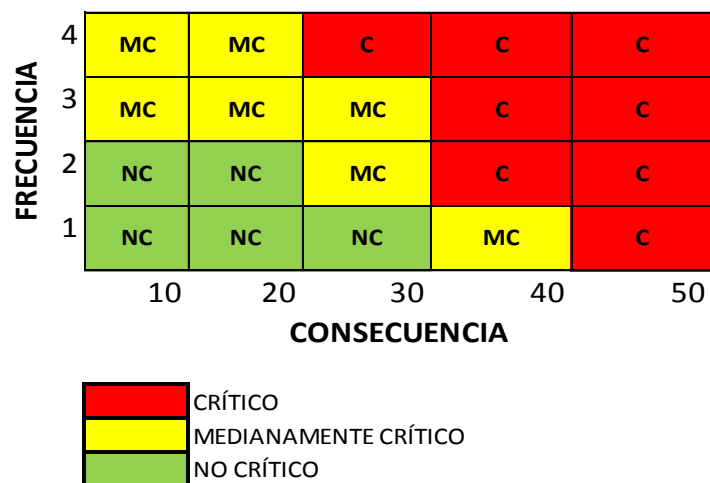 4 MC MC C C C
3 MC MC MC C C
2 NC NC MC C C
1 NC NC NC MC C
FRECUENCIA
10 20 30 40 50
CONSECUENCIA
CRÍTICO
MEDIANAMENTE CRÍTICO
NO CRÍTICO